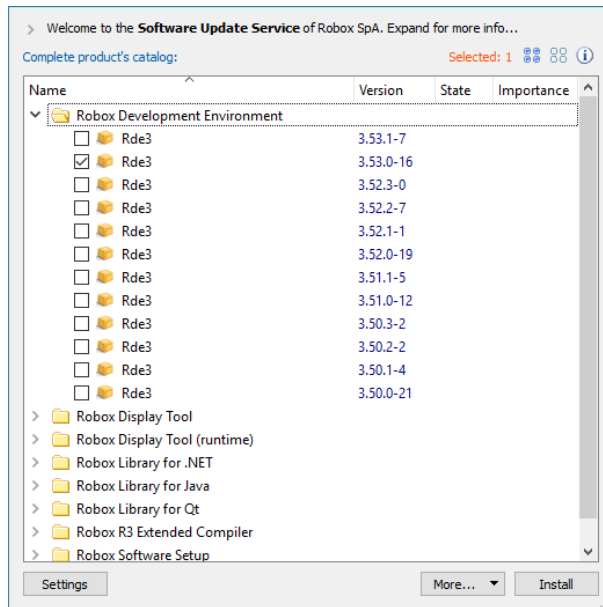 Welcome to the Software Update Service of Robox SpA. Expand for more info...
Complete product's catalog: Selected: 1
Name Version State Importance
Robox Development Environment
Rde3 3.53.1-7
Rde3 3.53.0-16
Rde3 3.52.3-0
Rde3 3.52.2-7
Rde3 3.52.1-1
Rde3 3.52.0-19
Rde3 3.51.1-5
Rde3 3.51.0-12
Rde3 3.50.3-2
Rde3 3.50.2-2
Rde3 3.50.1-4
Rde3 3.50.0-21
Robox Display Tool
Robox Display Tool (runtime)
Robox Library for .NET
Robox Library for Java
Robox Library for Qt
Robox R3 Extended Compiler
Robox Software Setup
Settings More... Install